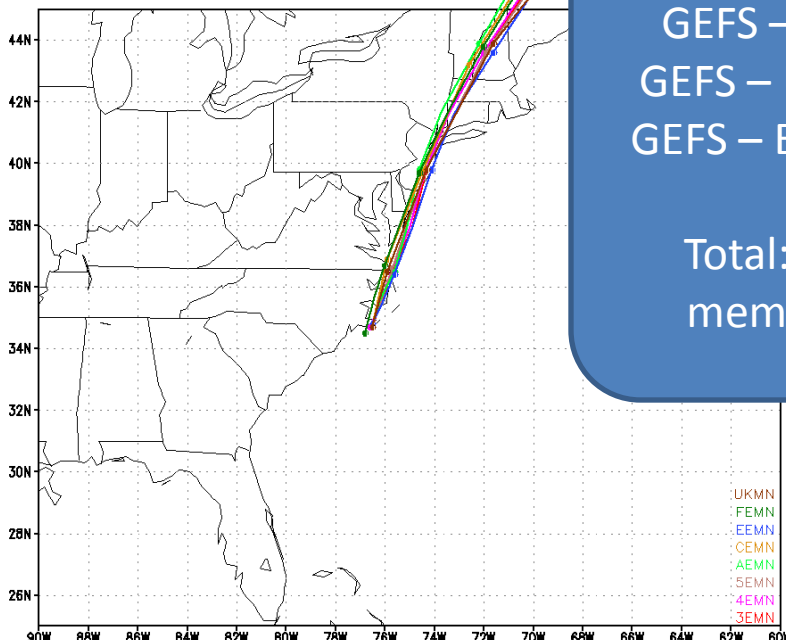 GEFS –
GEFS –
GEFS –
Total:
44N
42N
40N
38N
36N
34N
32N
30N
28N
26N
UKMN
FEMN
EEMN
CEMN
AEMN
5EMN
4EMN
3EMN
90W 88W 86W 84W 82W 80W 78W 76W 74W 72W 70W 68W 66W 64W 62W